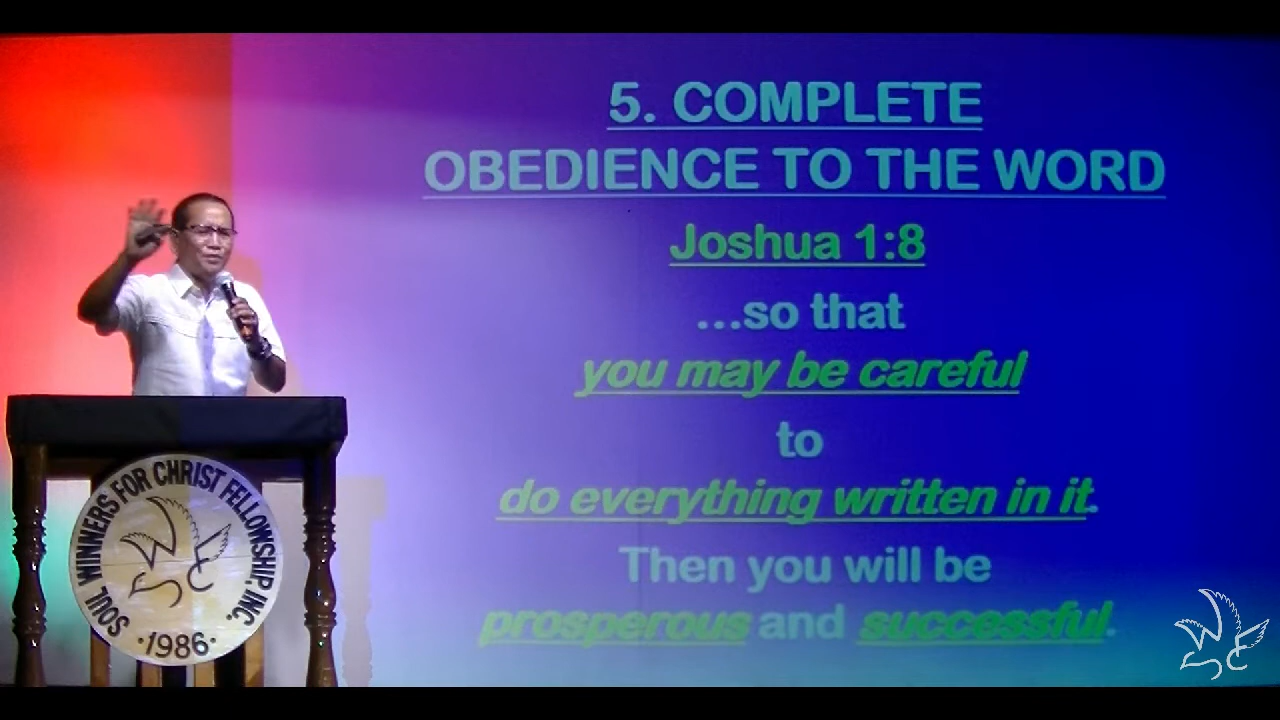 5. COMPLETE
OBEDIENCE TO THE WORD
Joshua 1:8
...so that
you may be careful
to
do everything written in it.
Then you will be
prosperous and successful.
SOUL WINNERS FOR CHRIST FELLOWSHIP, INC.
·1986·